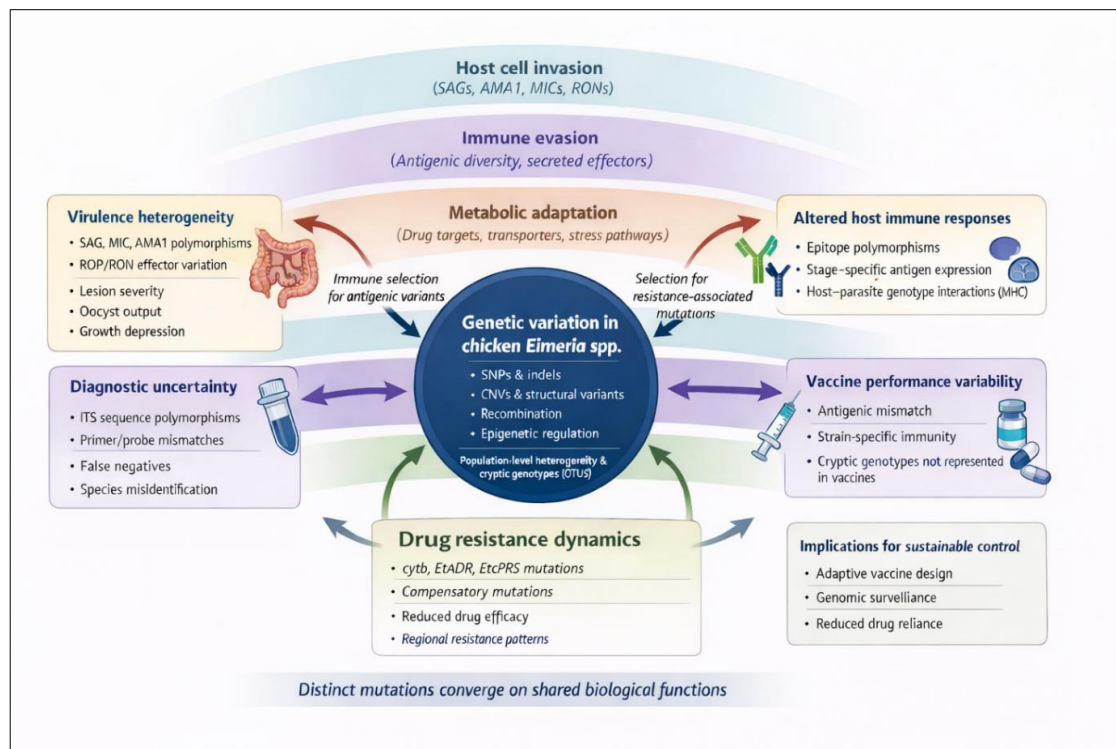 Host cell invasion
(SAGs, AMA1, MICs, RONs)
Immune evasion
(Antigenic diversity, secreted effectors)
Metabolic adaptation
(Drug targets, transporters, stress pathways)
Virulence heterogeneity
• SAG, MIC, AMA1 polymorphisms
• ROP/RON effector variation
• Lesion severity
• Oocyst output
• Growth depression
Immune selection
for antigenic variants
Selection for
resistance-associated
mutations
Altered host immune responses
• Epitope polymorphisms
• Stage-specific antigen expression
• Host-parasite genotype interactions (MHC)
Genetic variation in
chicken Eimeria spp.
• SNPs & indels
• CNVs & structural variants
• Recombination
• Epigenetic regulation
Population-level heterogereity &
cryptic genotypes (OTUS)
Diagnostic uncertainty
• ITS sequence polymorphisms
• Primer/probe mismatches
• False negatives
• Species misidentification
Vaccine performance variability
• Antigenic mismatch
• Strain-specific immunity
• Cryptic genotypes not represented
in vaccines
Drug resistance dynamics
• cytb, EtADR, EtcPRS mutations
• Compensatory mutations
• Reduced drug efficacy
• Regional resistance patterns
Implications for sustainable control
• Adaptive vaccine design
• Genomic survelliance
• Reduced drug reliance
Distinct mutations converge on shared biological functions